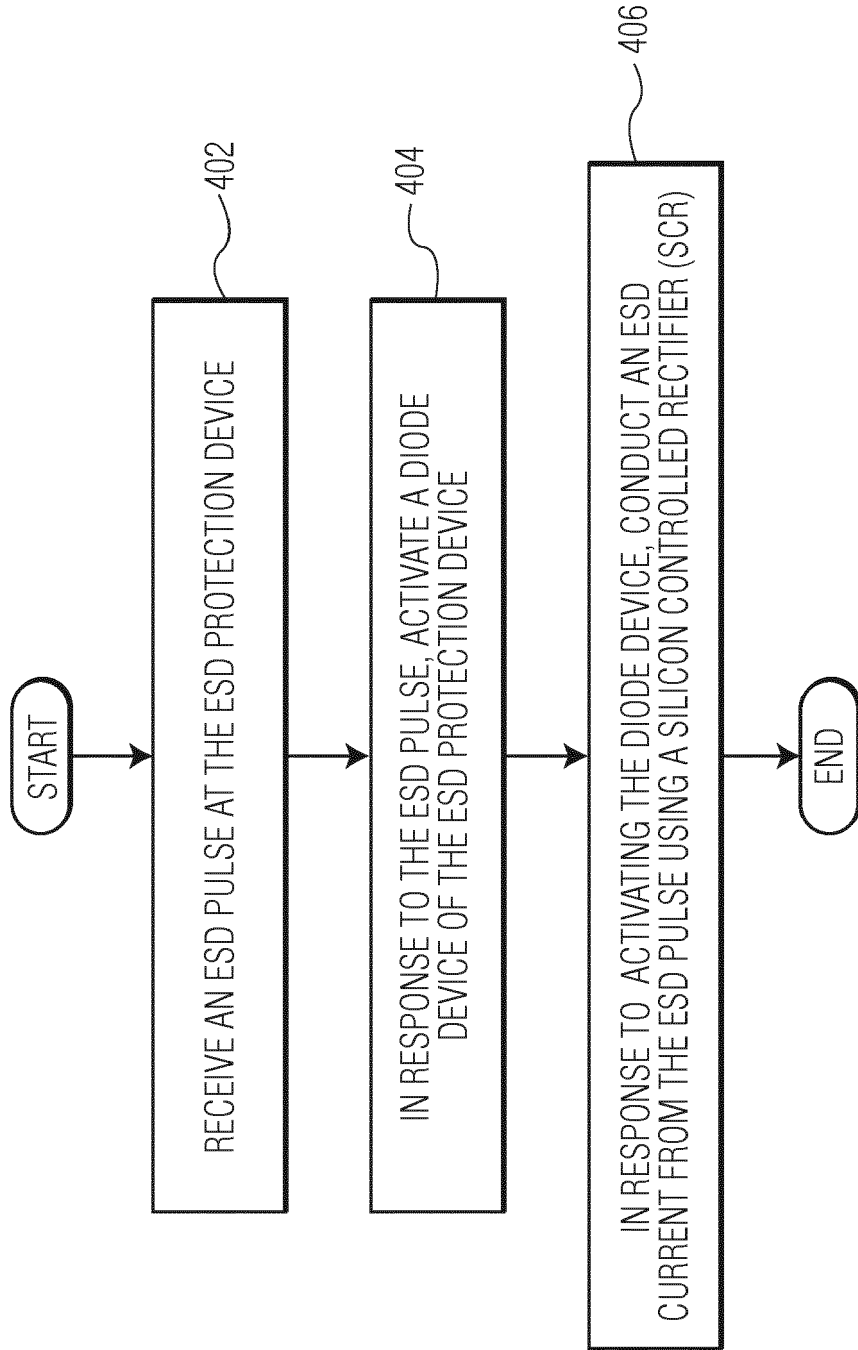 START
RECEIVE AN ESD PULSE AT THE ESD PROTECTION DEVICE
402
IN RESPONSE TO THE ESD PULSE, ACTIVATE A DIODE
DEVICE OF THE ESD PROTECTION DEVICE
404
IN RESPONSE TO ACTIVATING THE DIODE DEVICE, CONDUCT AN ESD
CURRENT FROM THE ESD PULSE USING A SILICON CONTROLLED RECTIFIER (SCR)
406
END